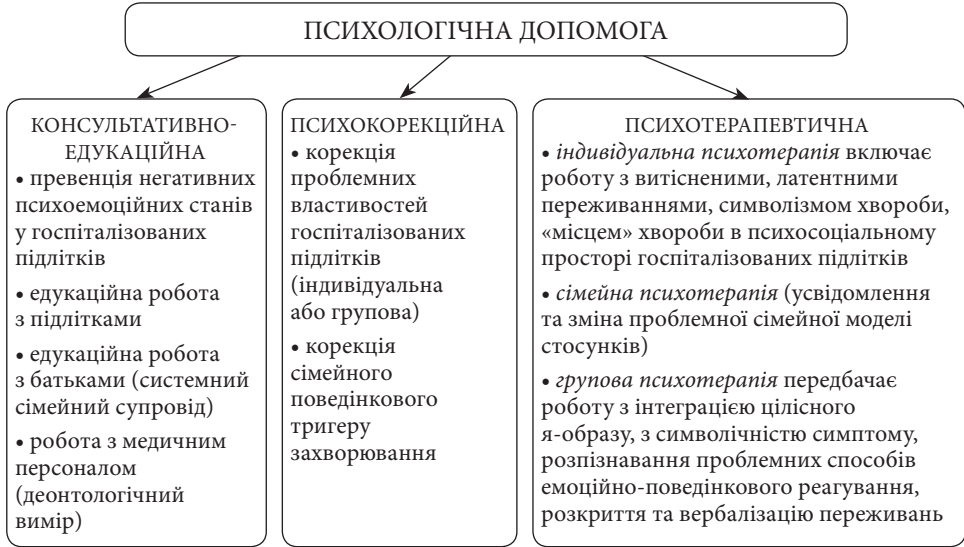 ПСИХОЛОГІЧНА ДОПОМОГА
КОНСУЛЬТАТИВНО-
ЕДУКАЦІЙНА
• превенція негативних
психоемоційних станів
у госпіталізованих
підлітків
• едукаційна робота
з підлітками
• едукаційна робота
з батьками (системний
сімейний супровід)
• робота з медичним
персоналом
(деонтологічний
вимір)
ПСИХОКОРЕКЦІЙНА
• корекція
проблемних
властивостей
госпіталізованих
підлітків
(індивідуальна
або групова)
• корекція
сімейного
поведінкового
тригеру
захворювання
ПСИХОТЕРАПЕВТИЧНА
• індивідуальна психотерапія включає
роботу з витісненими, латентними
переживаннями, символізмом хвороби,
«місцем» хвороби в психосоціальному
просторі госпіталізованих підлітків
• сімейна психотерапія (усвідомлення
та зміна проблемної сімейної моделі
стосунків)
• групова психотерапія передбачає
роботу з інтеграцією цілісного
я-образу, з символічністю симптому,
розпізнавання проблемних способів
емоційно-поведінкового реагування,
розкриття та вербалізацію переживань